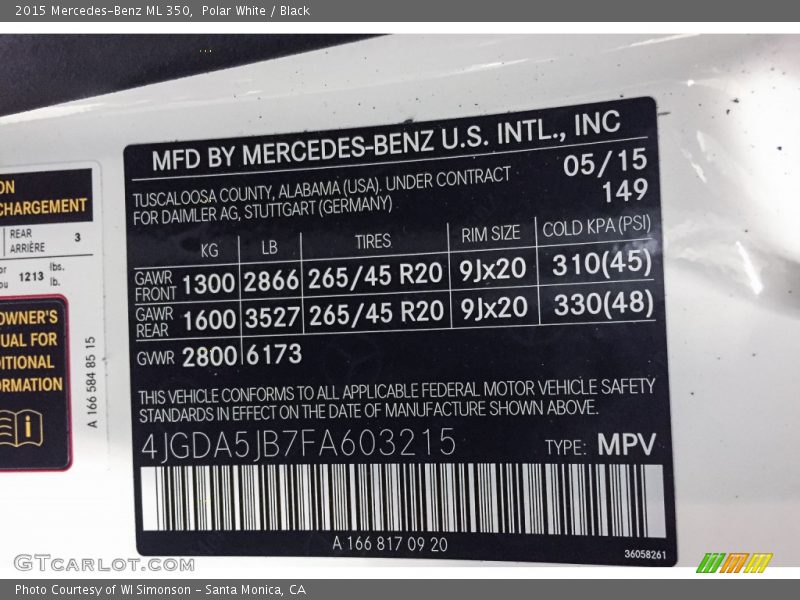 2015 Mercedes-Benz ML 350, Polar White / Black
ON
CHARGEMENT
REAR
ARRIÈRE
3
or
ou
1213
lbs.
lb.
OWNER'S
UAL FOR
DITIONAL
ORMATION
i
A 166 584 85 15
MFD BY MERCEDES-BENZ U.S. INTL., INC
TUSCALOOSA COUNTY, ALABAMA (USA). UNDER CONTRACT
FOR DAIMLER AG, STUTTGART (GERMANY)
05/15
149
KG LB TIRES RIM SIZE COLD KPA (PSI)
GAWR FRONT 1300 2866 265/45 R20 9Jx20 310(45)
GAWR REAR 1600 3527 265/45 R20 9Jx20 330(48)
GVWR 2800 6173
THIS VEHICLE CONFORMS TO ALL APPLICABLE FEDERAL MOTOR VEHICLE SAFETY
STANDARDS IN EFFECT ON THE DATE OF MANUFACTURE SHOWN ABOVE.
4JGDA5JB7FA603215 TYPE: MPV
A 166 817 09 20
36058261
GTcarlot.com
Photo Courtesy of WI Simonson - Santa Monica, CA